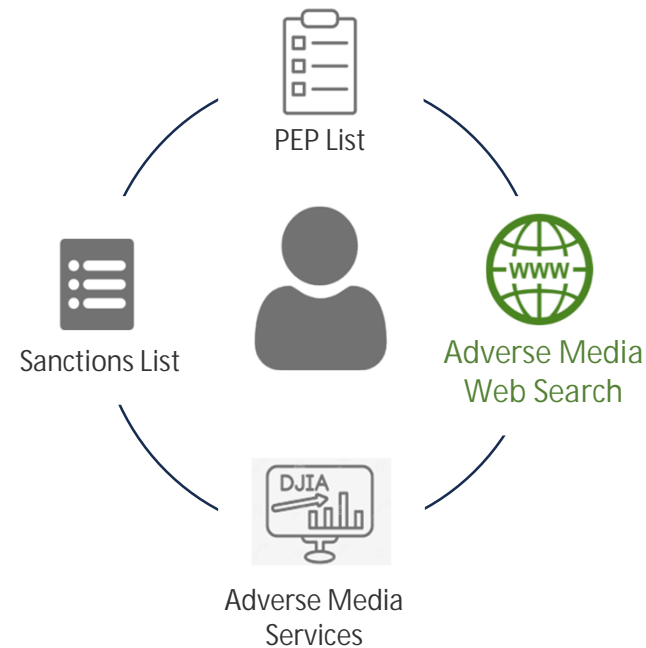 PEP List
WWW
Adverse Media
Web Search
Sanctions List
DJIA
Adverse Media
Services